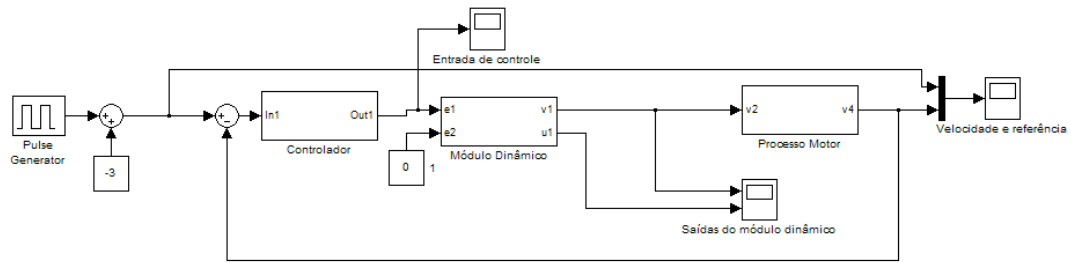 Entrada de controle
In1
Out1
Controlador
e1
e2
v1
u1
Módulo Dinâmico
v2
v4
Processo Motor
Velocidade e referência
Pulse
Generator
-3
0
1
Saídas do módulo dinâmico